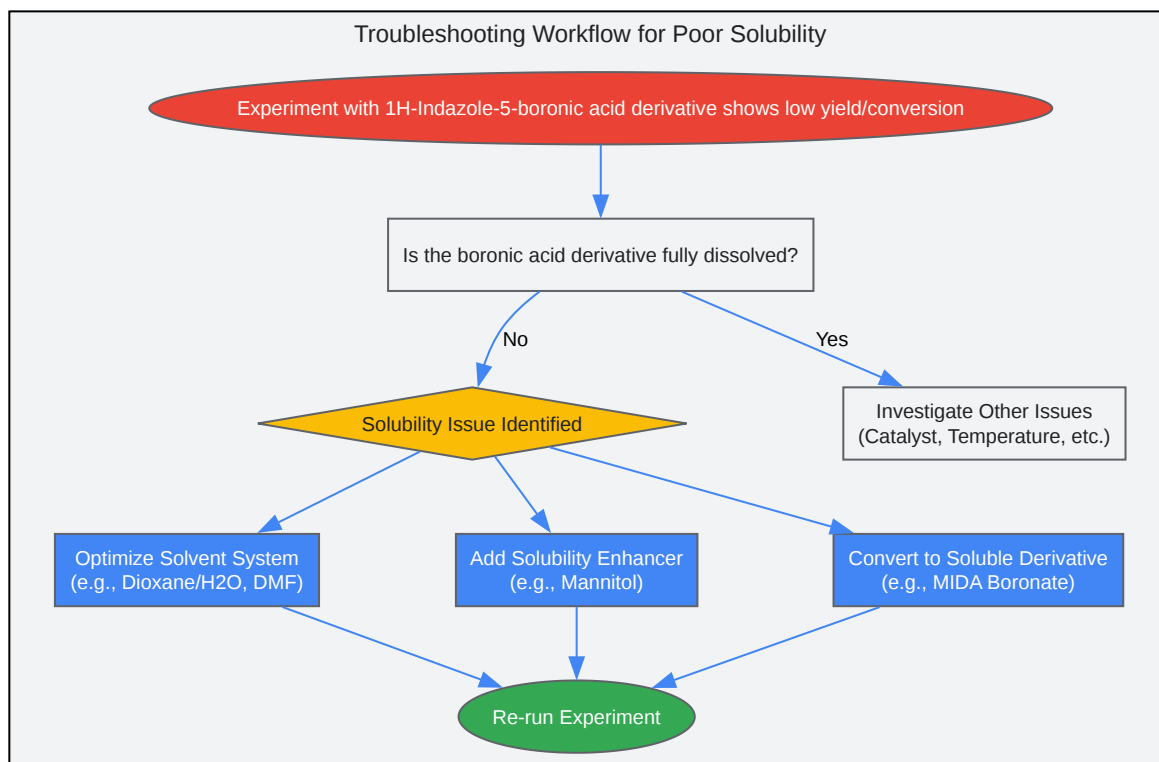 Troubleshooting Workflow for Poor Solubility
Experiment with 1H-Indazole-5-boronic acid derivative shows low yield/conversion
Is the boronic acid derivative fully dissolved?
No
Yes
Solubility Issue Identified
Investigate Other Issues
(Catalyst, Temperature, etc.)
Optimize Solvent System
(e.g., Dioxane/H2O, DMF)
Add Solubility Enhancer
(e.g., Mannitol)
Convert to Soluble Derivative
(e.g., MIDA Boronate)
Re-run Experiment